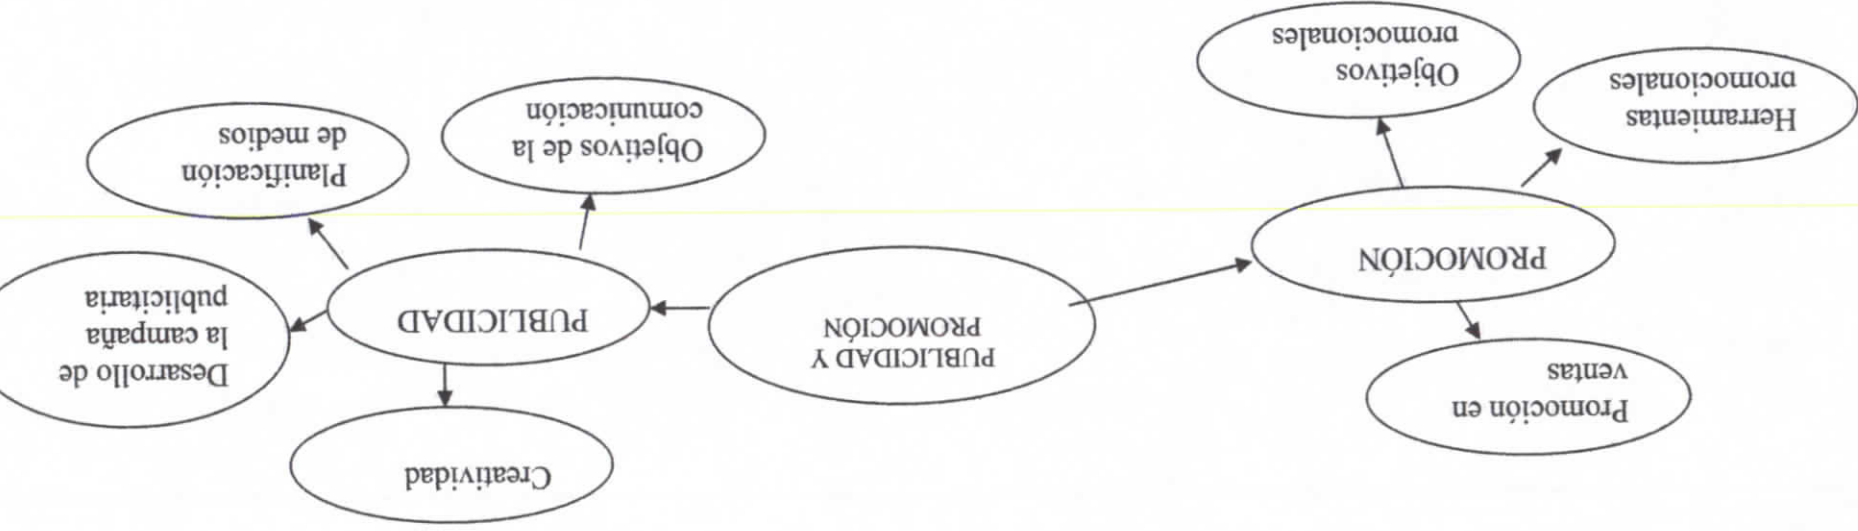 Creatividad
Promoción en
ventas
Desarrollo de
la campaña
publicitaria
PUBLICIDAD Y
PROMOCIÓN
PUBLICIDAD
PROMOCIÓN
Planificación
de medios
Objetivos de la
comunicación
Herramientas
promocionales
Objetivos
promocionales